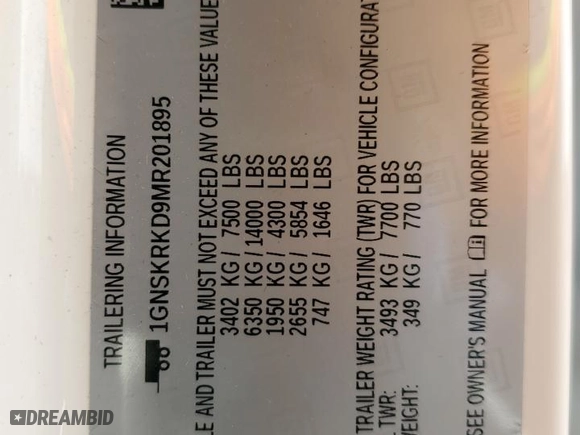 TRAILERING INFORMATION
1GNSKRKD9MR201895
LE AND TRAILER MUST NOT EXCEED ANY OF THESE VALUE
3402 KG/ 7500 LBS
6350 KG/14000 LBS
1950 KG/ 4300 LBS
2655 KG/ 5854 LBS
747 KG/ 1646 LBS
TRAILER WEIGHT RATING (TWR) FOR VEHICLE CONFIGURAT
TWR: 3493 KG/ 7700 LBS
WEIGHT: 349 KG/ 770 LBS
SEE OWNER'S MANUAL FOR MORE INFORMATION
DREAMBID